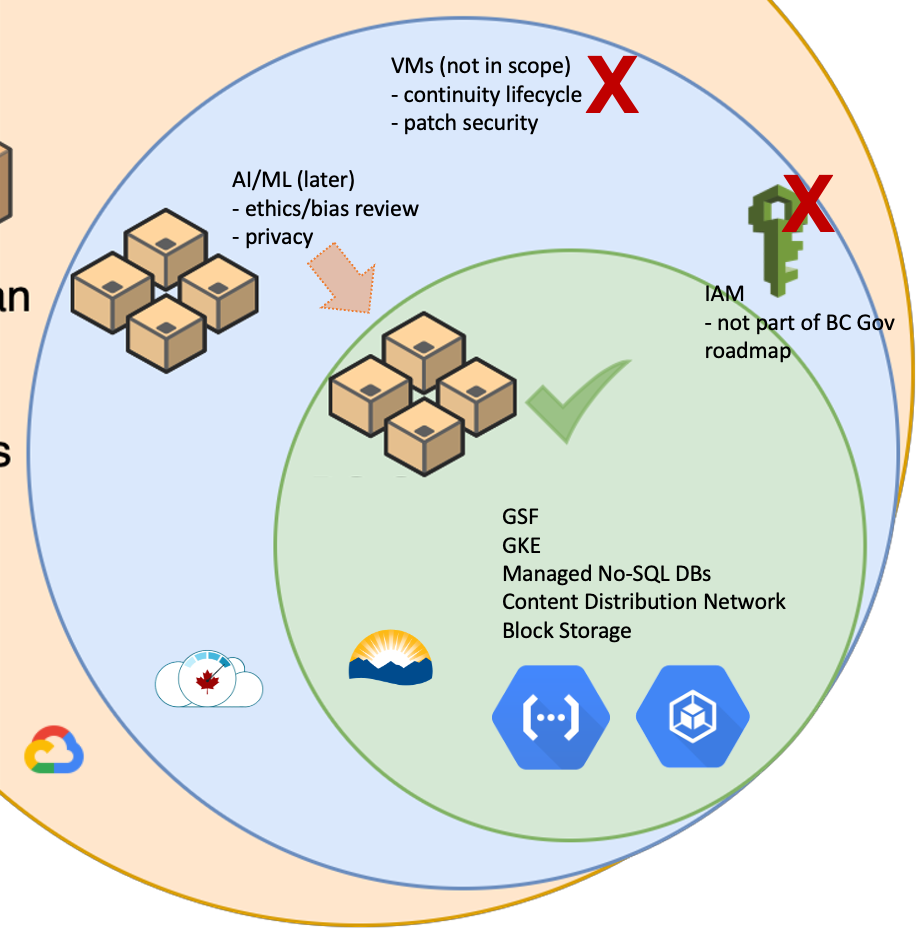 VMs (not in scope)
- continuity lifecycle
- patch security
X
AI/ML (later)
- ethics/bias review
- privacy
X
an
IAM
- not part of BC Gov
roadmap
s
GSF
GKE
Managed No-SQL DBs
Content Distribution Network
Block Storage